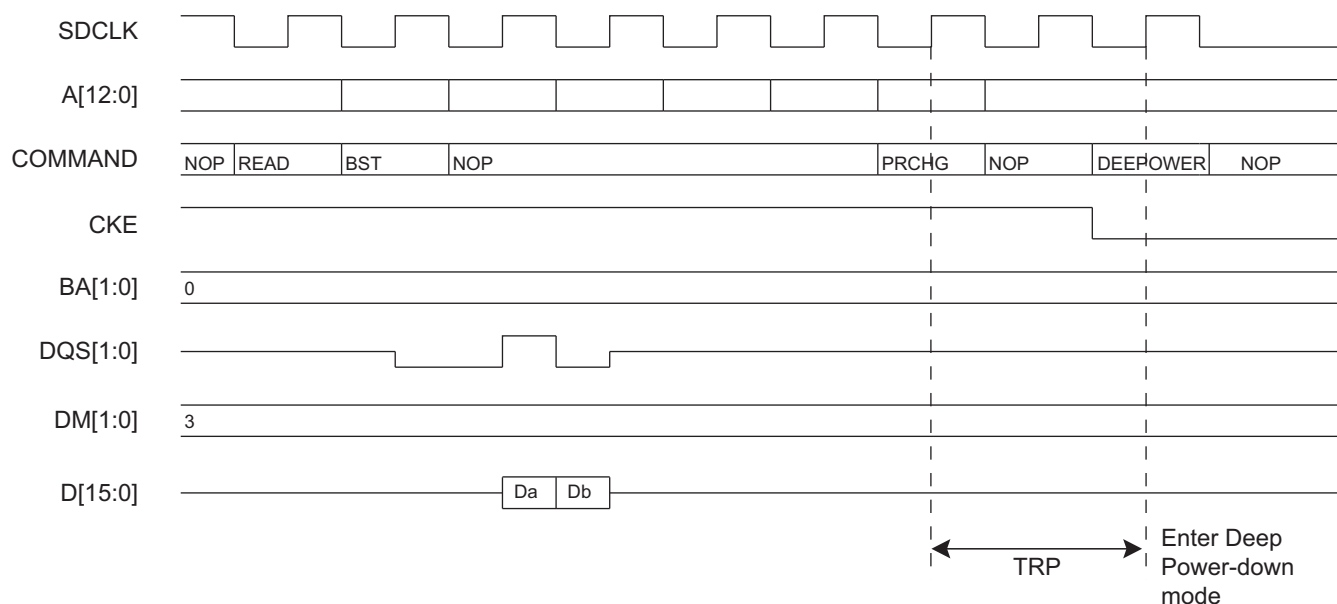 SDCLK
A[12:0]
COMMAND NOP READ BST NOP PRCHG NOP DEEPOWER NOP
CKE
BA[1:0] 0
DQS[1:0]
DM[1:0] 3
D[15:0] Da Db
TRP
Enter Deep
Power-down
mode